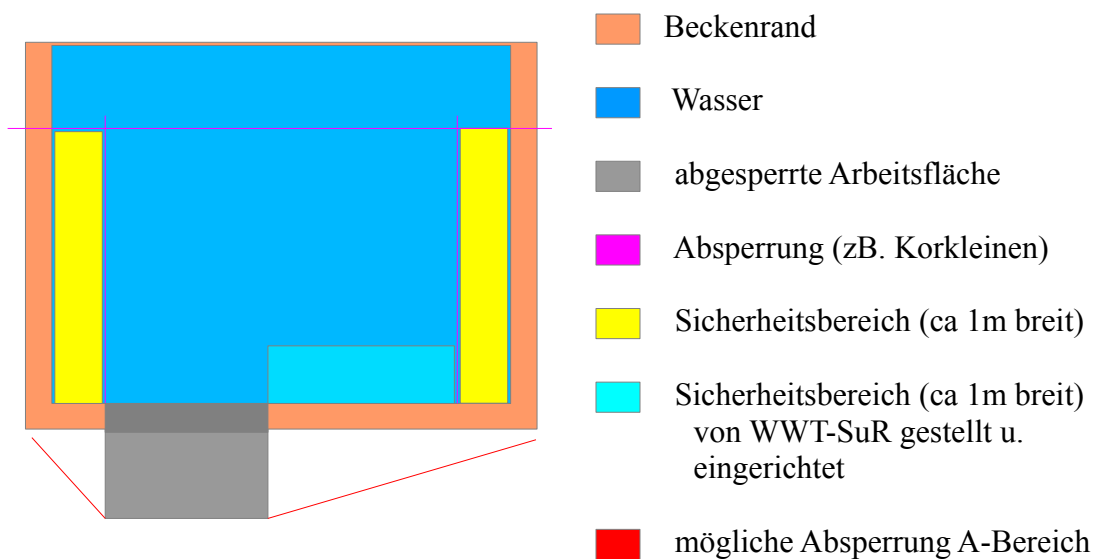 Beckenrand
Wasser
abgesperrte Arbeitsfläche
Absperrung (zB. Korkleinen)
Sicherheitsbereich (ca 1m breit)
Sicherheitsbereich (ca 1m breit)
von WWT-SuR gestellt u.
eingerichtet
mögliche Absperrung A-Bereich